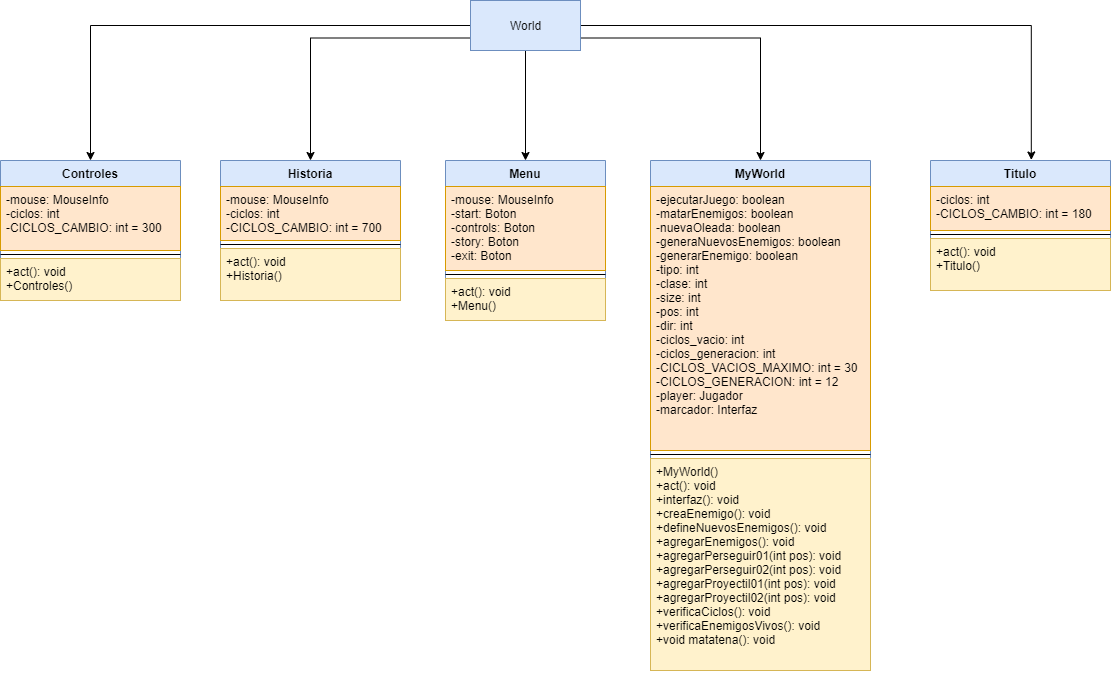 World
Controles
-mouse: MouseInfo
-ciclos: int
-CICLOS_CAMBIO: int = 300
+act(): void
+Controles()
Historia
-mouse: MouseInfo
-ciclos: int
-CICLOS_CAMBIO: int = 700
+act(): void
+Historia()
Menu
-mouse: MouseInfo
-start: Boton
-controls: Boton
-story: Boton
-exit: Boton
+act(): void
+Menu()
MyWorld
-ejecutarJuego: boolean
-matarEnemigos: boolean
-nuevaOleada: boolean
-generaNuevosEnemigos: boolean
-generarEnemigo: boolean
-tipo: int
-clase: int
-size: int
-pos: int
-dir: int
-ciclos_vacio: int
-ciclos_generacion: int
-CICLOS_VACIOS_MAXIMO: int = 30
-CICLOS_GENERACION: int = 12
-player: Jugador
-marcador: Interfaz
+MyWorld()
+act(): void
+interfaz(): void
+creaEnemigo(): void
+defineNuevosEnemigos(): void
+agregarEnemigos(): void
+agregarPerseguir01(int pos): void
+agregarPerseguir02(int pos): void
+agregarProyectil01(int pos): void
+agregarProyectil02(int pos): void
+verificaCiclos(): void
+verificaEnemigosVivos(): void
+void matatena(): void
Titulo
-ciclos: int
-CICLOS_CAMBIO: int = 180
+act(): void
+Titulo()